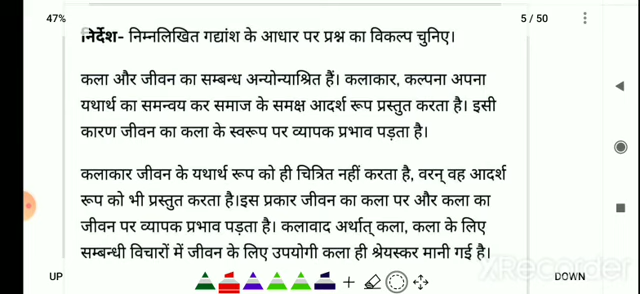 47%
5 / 50
निर्देश- निम्नलिखित गद्यांश के आधार पर प्रश्न का विकल्प चुनिए।
कला और जीवन का सम्बन्ध अन्योन्याश्रित हैं। कलाकार, कल्पना अपना
यथार्थ का समन्वय कर समाज के समक्ष आदर्श रूप प्रस्तुत करता है। इसी
कारण जीवन का कला के स्वरूप पर व्यापक प्रभाव पड़ता है।
कलाकार जीवन के यथार्थ रूप को ही चित्रित नहीं करता है, वरन् वह आदर्श
रूप को भी प्रस्तुत करता है।इस प्रकार जीवन का कला पर और कला का
जीवन पर व्यापक प्रभाव पड़ता है। कलावाद अर्थात् कला, कला के लिए
सम्बन्धी विचारों में जीवन के लिए उपयोगी कला ही श्रेयस्कर मानी गई है।
UP
DOWN
XRecorder